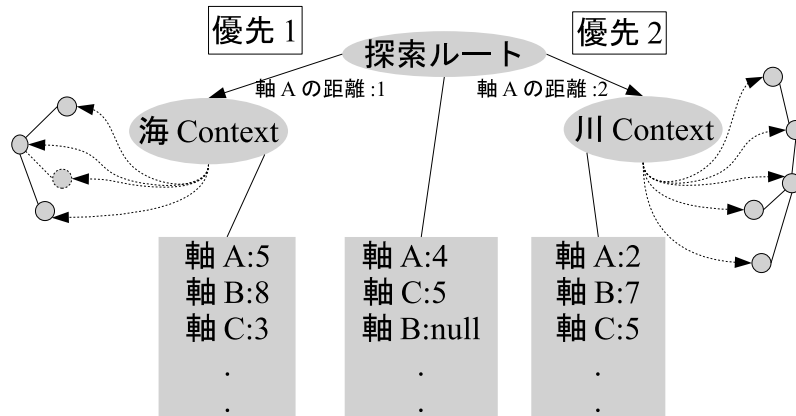 優先 1
優先 2
探索ルート
軸 A の距離 :1
軸 A の距離 :2
海 Context
川 Context
軸 A:5
軸 B:8
軸 C:3
.
.
軸 A:4
軸 C:5
軸 B:null
.
.
軸 A:2
軸 B:7
軸 C:5
.
.